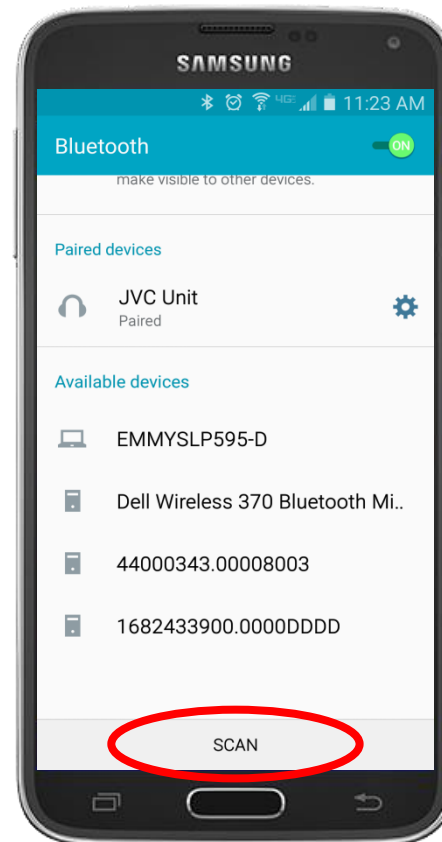 SAMSUNG
4GE 11:23 AM
Bluetooth ON
make visible to other devices.
Paired devices
JVC Unit
Paired
Available devices
EMMYSLP595-D
Dell Wireless 370 Bluetooth Mi..
44000343.00008003
1682433900.0000DDDD
SCAN